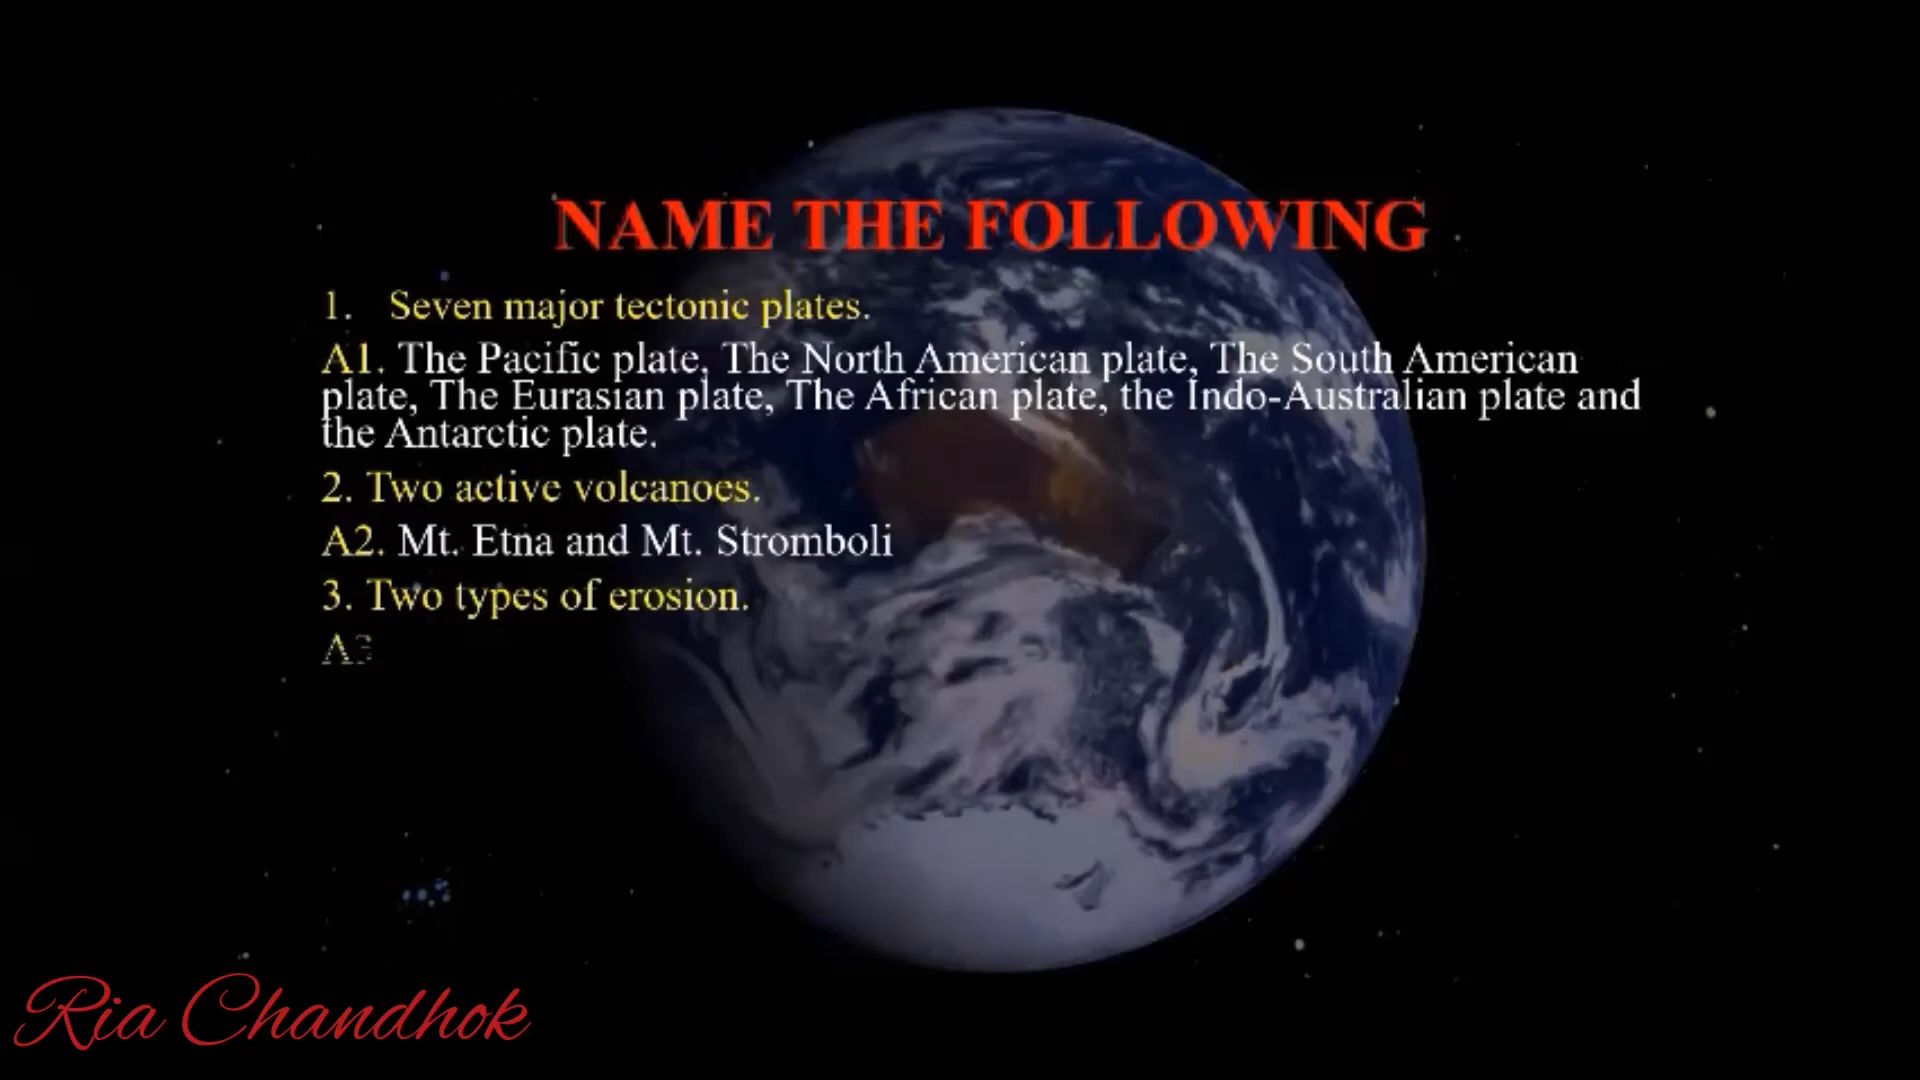 NAME THE FOLLOWING
1. Seven major tectonic plates.
A1. The Pacific plate, The North American plate, The South American
plate, The Eurasian plate, The African plate, the Indo-Australian plate and
the Antarctic plate.
2. Two active volcanoes.
A2. Mt. Etna and Mt. Stromboli
3. Two types of erosion.
A3
Ria Chandhok